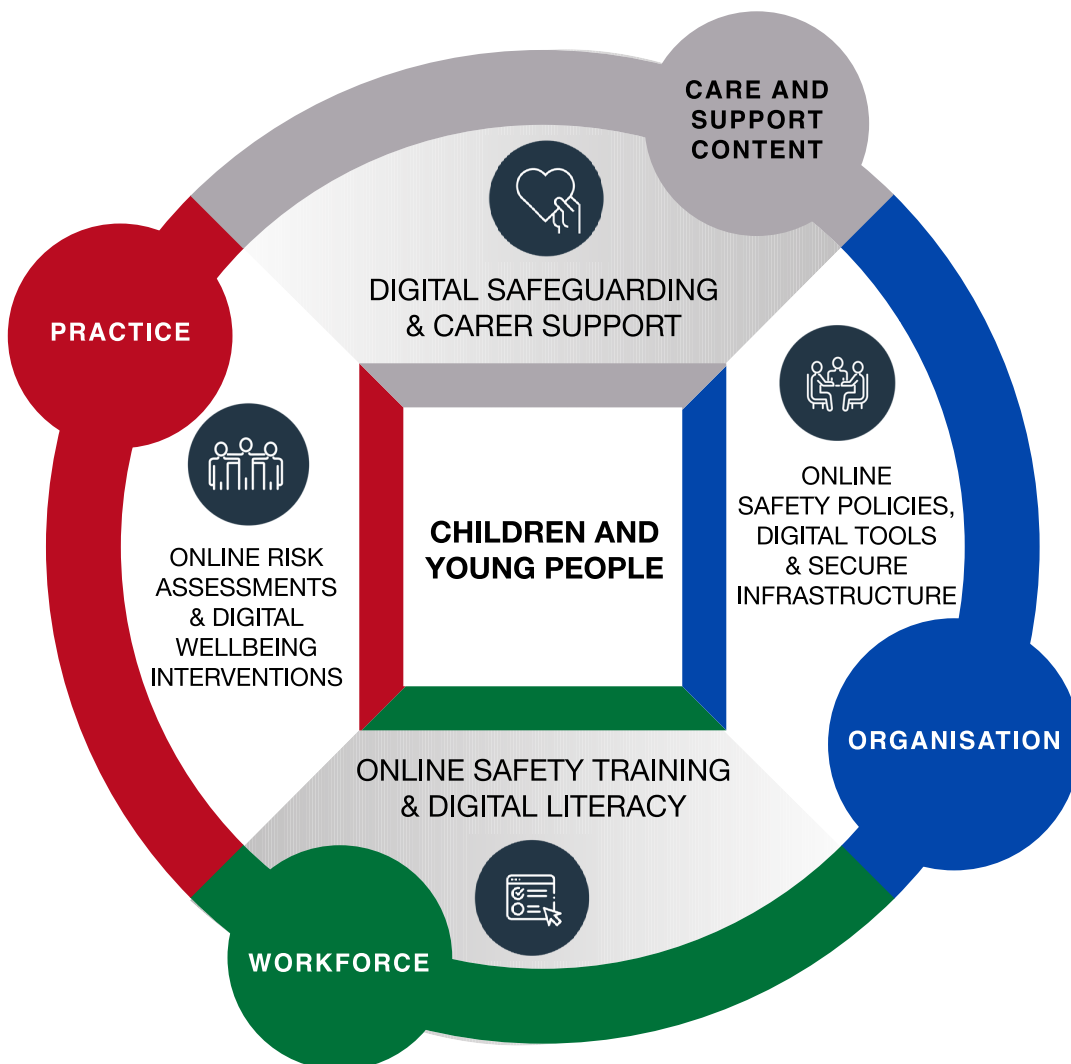 CARE AND
SUPPORT
CONTENT
DIGITAL SAFEGUARDING
& CARER SUPPORT
PRACTICE
ONLINE RISK
ASSESSMENTS
& DIGITAL
WELLBEING
INTERVENTIONS
CHILDREN AND
YOUNG PEOPLE
ONLINE
SAFETY POLICIES,
DIGITAL TOOLS
& SECURE
INFRASTRUCTURE
ORGANISATION
ONLINE SAFETY TRAINING
& DIGITAL LITERACY
WORKFORCE